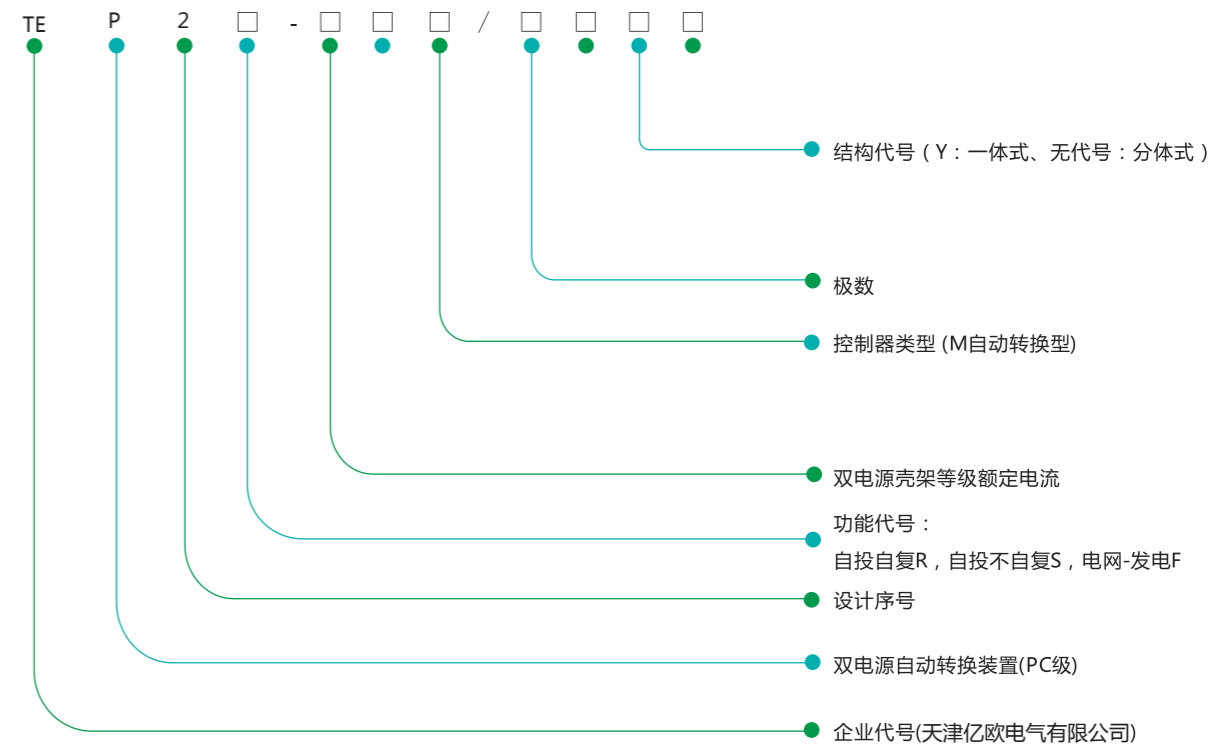 TE P 2 □ - □ □ □ / □ □ □ □
结构代号（Y：一体式、无代号：分体式）
极数
控制器类型 (M自动转换型)
双电源壳架等级额定电流
功能代号：
自投自复R，自投不自复S，电网-发电F
设计序号
双电源自动转换装置(PC级)
企业代号(天津亿欧电气有限公司)